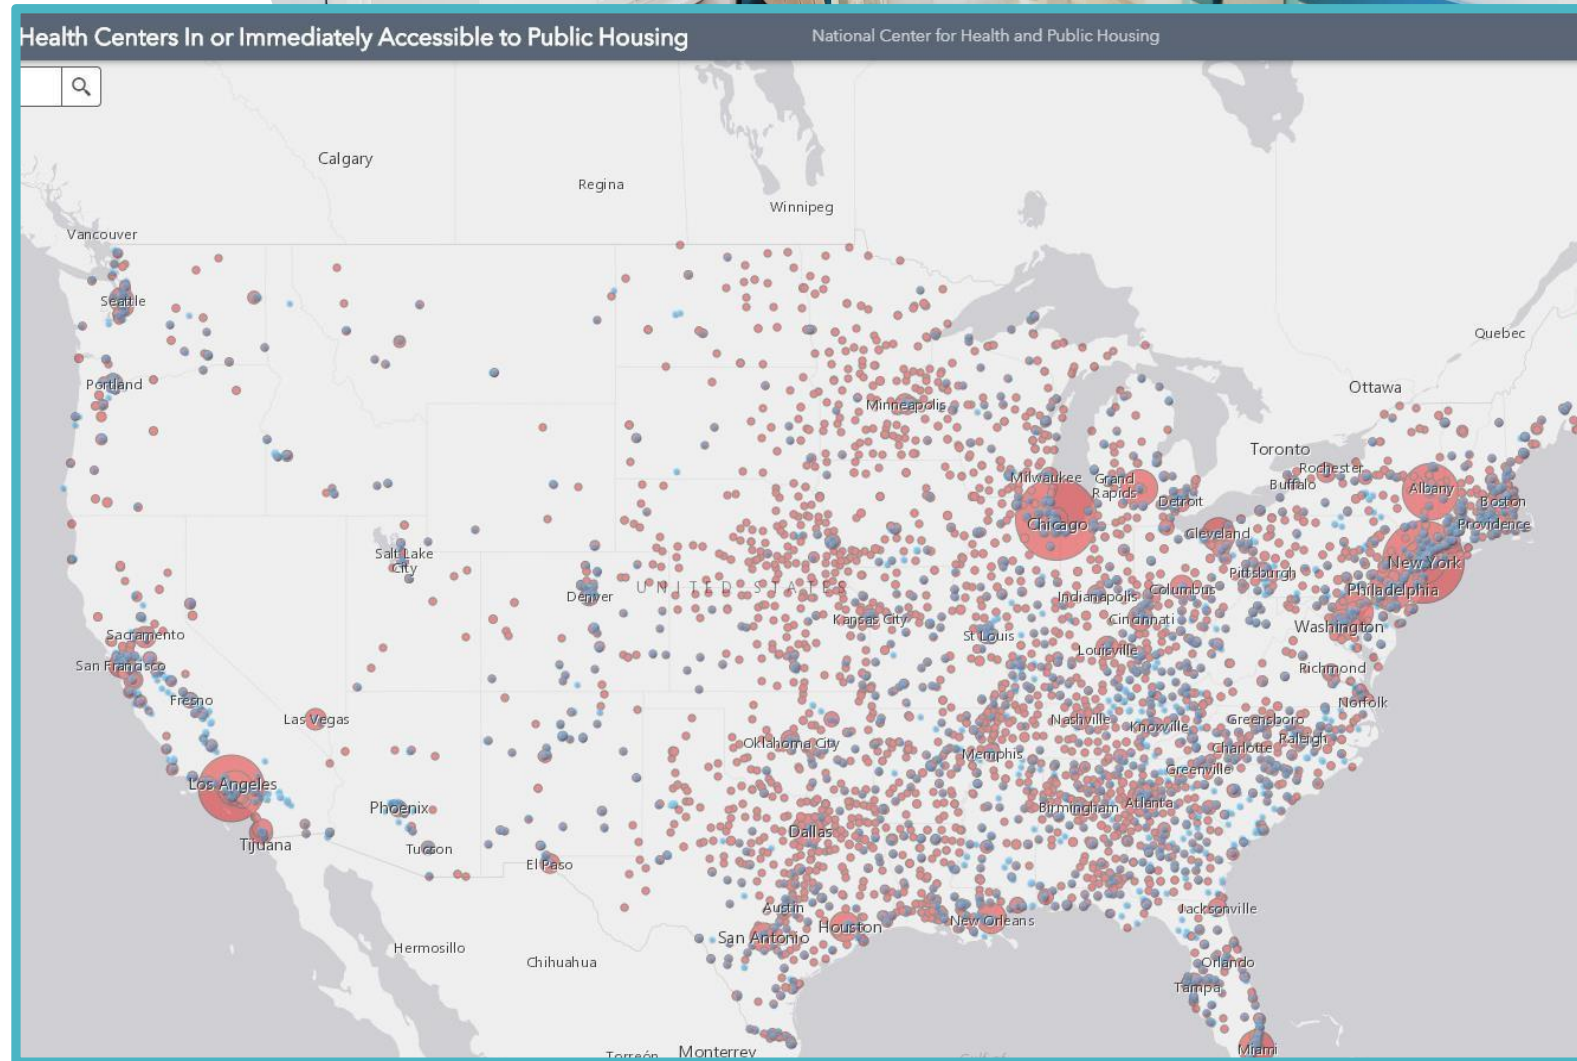 Health Centers In or Immediately Accessible to Public Housing
National Center for Health and Public Housing
Calgary
Regina
Winnipeg
Vancouver
Seattle
Quebec
Portland
Ottawa
Minneapolis
Toronto
Rochester
Buffalo
Milwaukee
Grand
Rapids
Detroit
Albany
Boston
Providence
Chicago
Cleveland
Salt Lake
City
New York
Pittsburgh
Denver
UNITED STATES
Indianapolis
Columbus
Philadelphia
Kansas City
Cincinnati
Washington
Sacramento
St Louis
Louisville
San Francisco
Richmond
Fresno
Norfolk
Las Vegas
Nashville
Knoxville
Greensboro
Raleigh
Oklahoma City
Memphis
Charlotte
Greenville
Los Angeles
Phoenix
Birmingham
Atlanta
Dallas
Tijuana
Tucson
El Paso
Austin
Jacksonville
New Orleans
Houston
San Antonio
Hermosillo
Chihuahua
Orlando
Tampa
Miami
Torreón
Monterrey
Gulf of